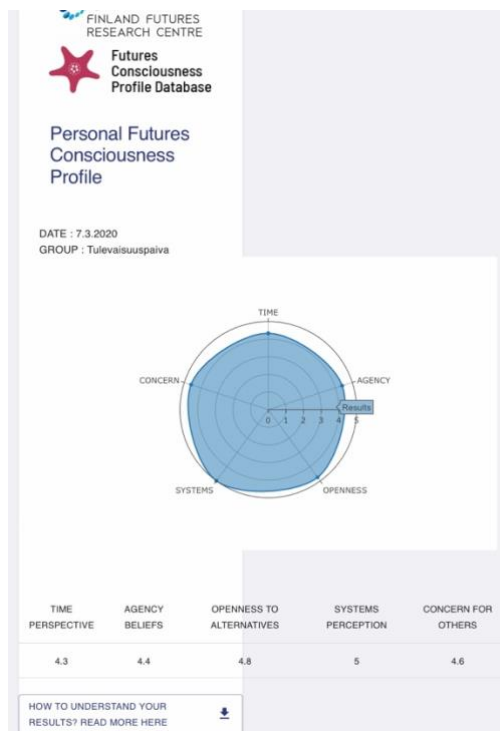 FINLAND FUTURES
RESEARCH CENTRE
Futures
Consciousness
Profile Database
Personal Futures
Consciousness
Profile
DATE : 7.3.2020
GROUP : Tulevaisuuspaiva
TIME
CONCERN
AGENCY
Results
0 1 2 3 4 5
SYSTEMS
OPENNESS
TIME PERSPECTIVE
AGENCY BELIEFS
OPENNESS TO ALTERNATIVES
SYSTEMS PERCEPTION
CONCERN FOR OTHERS
4.3 4.4 4.8 5 4.6
HOW TO UNDERSTAND YOUR
RESULTS? READ MORE HERE